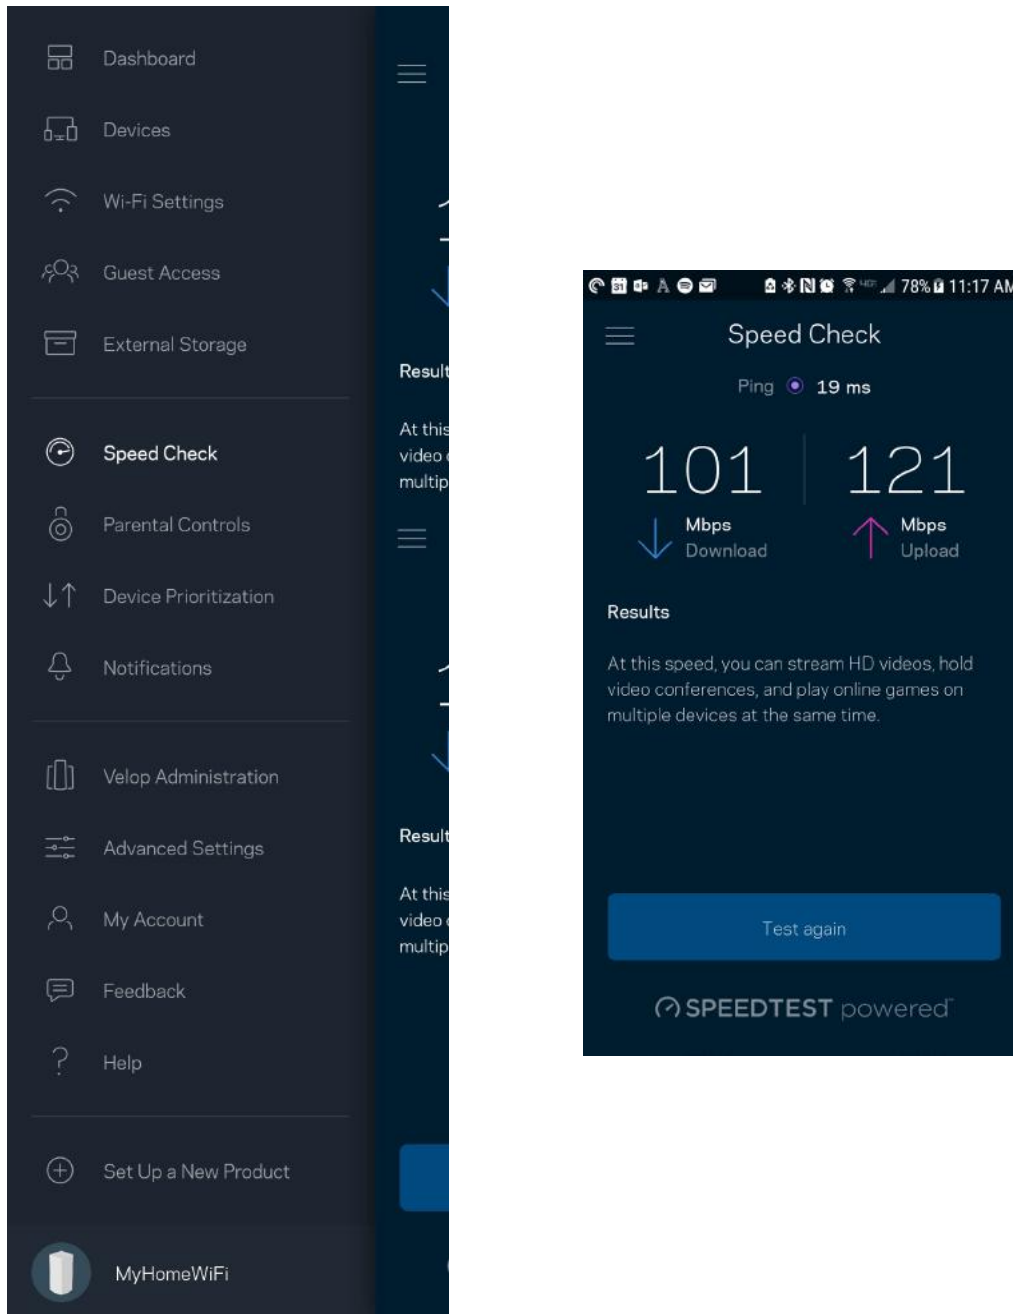 Dashboard
Devices
Wi-Fi Settings
Guest Access
External Storage
Speed Check
Parental Controls
Device Prioritization
Notifications
Velop Administration
Advanced Settings
My Account
Feedback
Help
Set Up a New Product
MyHomeWiFi
Result
At this
video
multip
Result
At this
video
multip
31 78% 11:17 AM
Speed Check
Ping 19 ms
101 121
Mbps Mbps
Download Upload
Results
At this speed, you can stream HD videos, hold
video conferences, and play online games on
multiple devices at the same time.
Test again
SPEEDTEST powered™